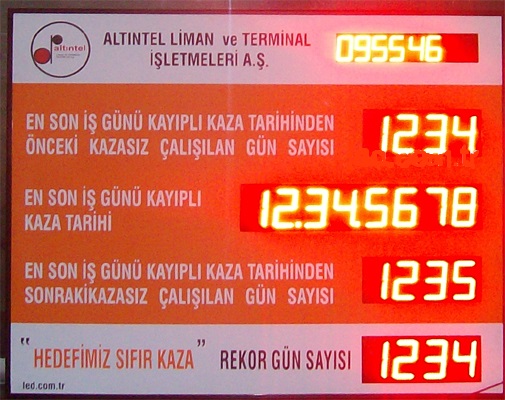 altıntel
ALTINTEL LİMAN ve TERMİNAL
İŞLETMELERİ A.Ş.
095546
EN SON İŞ GÜNÜ KAYIPLI KAZA TARİHİNDEN
ÖNCEKİ KAZASIZ ÇALIŞILAN GÜN SAYISI
1234
EN SON İŞ GÜNÜ KAYIPLI
KAZA TARİHİ
12.34.5678
EN SON İŞ GÜNÜ KAYIPLI KAZA TARİHİNDEN
SONRAKİKAZASIZ ÇALIŞILAN GÜN SAYISI
1235
"HEDEFİMİZ SIFIR KAZA" REKOR GÜN SAYISI
1234
led.com.tr